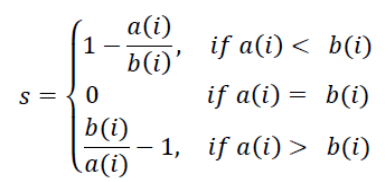 1 − a(i)/b(i), if a(i) < b(i)
s = { 0 if a(i) = b(i)
b(i)/a(i) − 1, if a(i) > b(i)